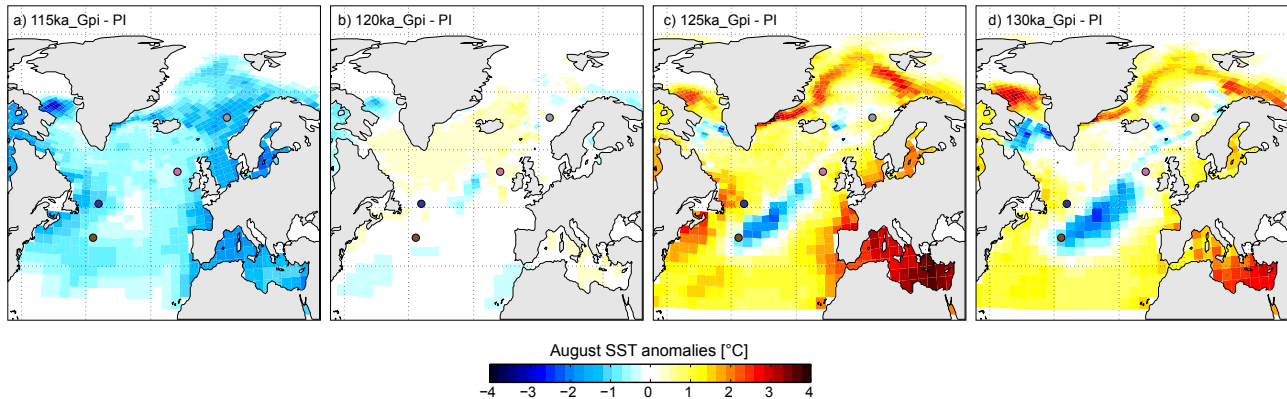 a) 115ka_Gpi - PI
b) 120ka_Gpi - PI
c) 125ka_Gpi - PI
d) 130ka_Gpi - PI
August SST anomalies [°C]
−4 −3 −2 −1 0 1 2 3 4